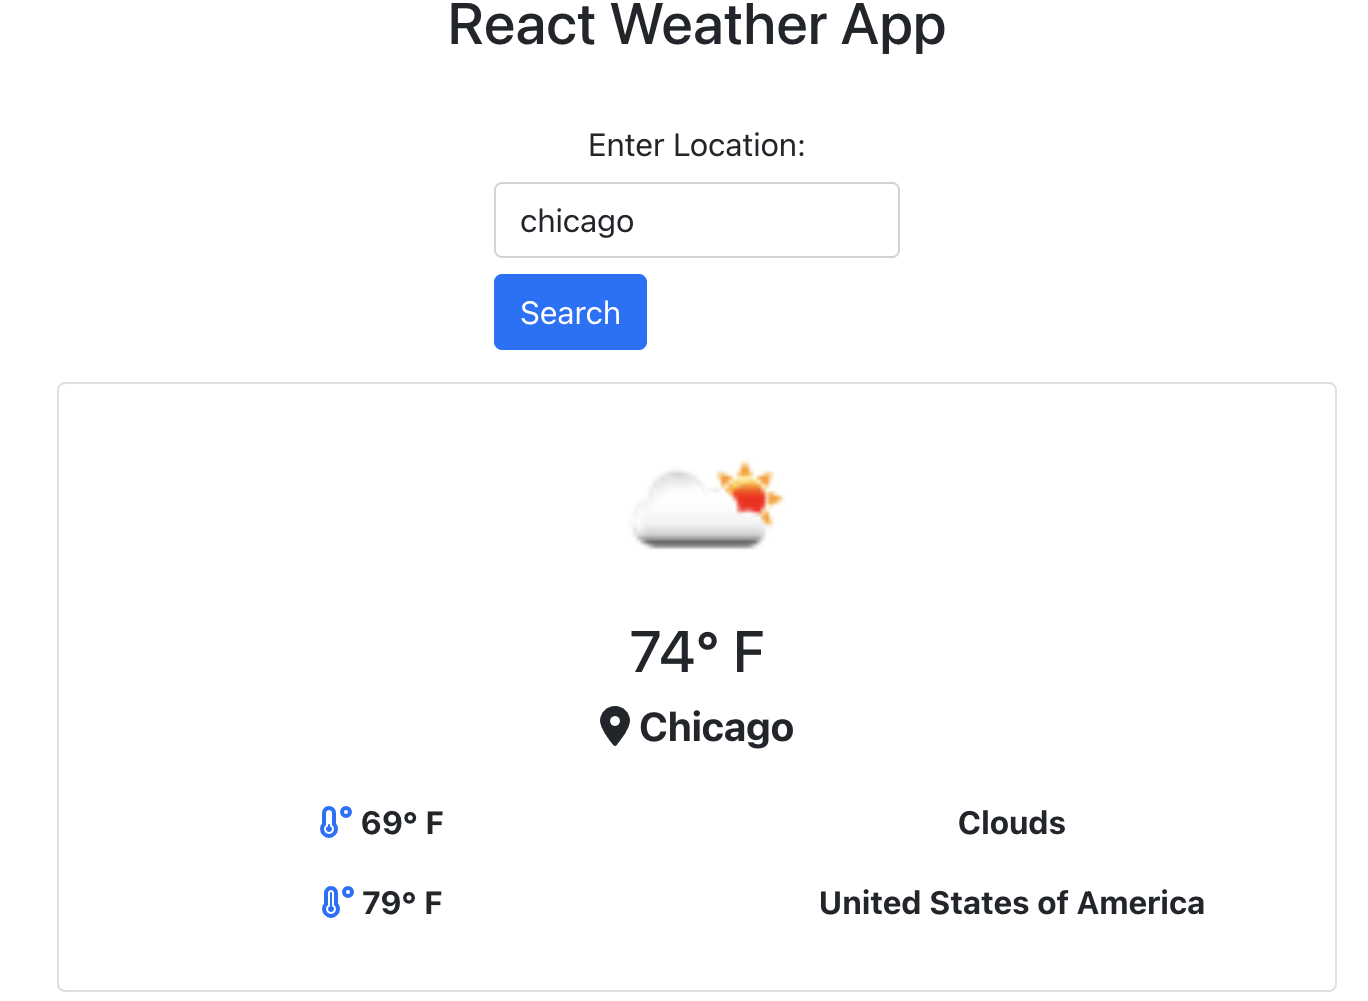 React Weather App
Enter Location:
chicago
Search
74° F
Chicago
69° F
Clouds
79° F
United States of America